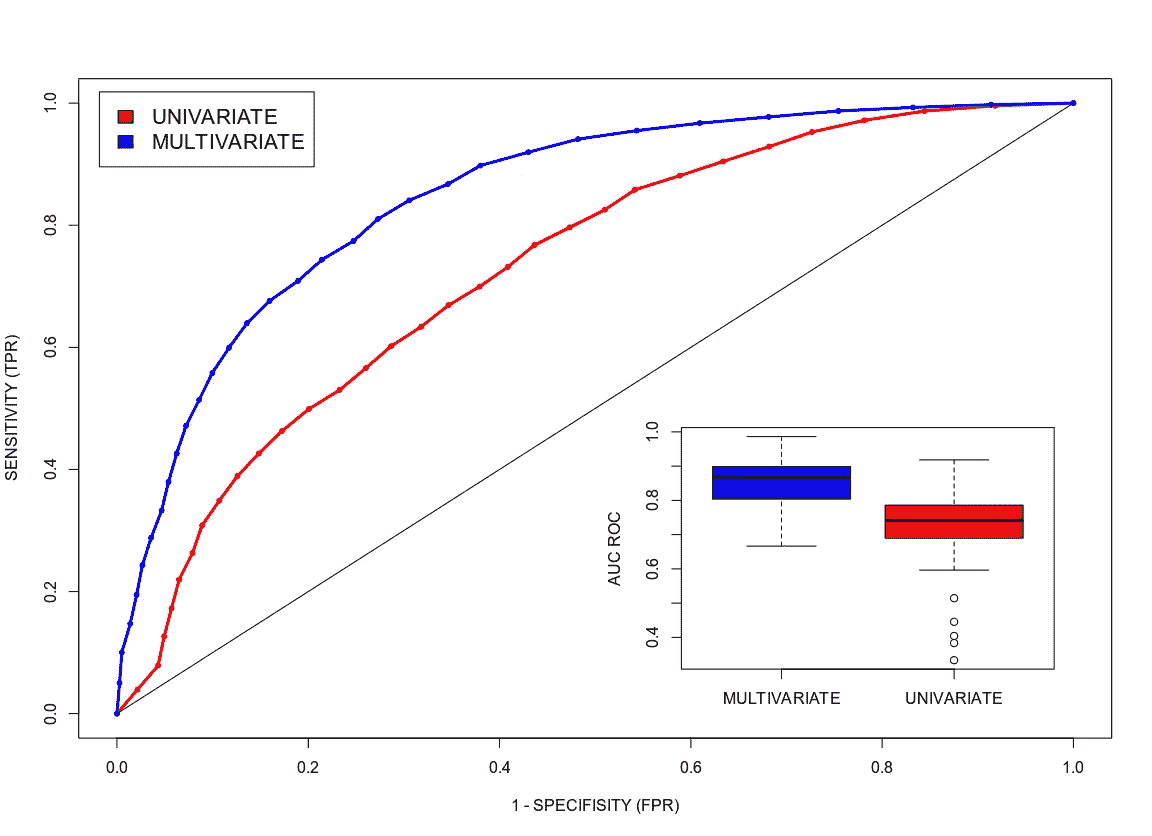 UNIVARIATE
MULTIVARIATE
SENSITIVITY (TPR)
1.0
0.8
0.6
0.4
0.2
0.0
0.0 0.2 0.4 0.6 0.8 1.0
1 - SPECIFISITY (FPR)
AUC ROC
1.0
0.8
0.6
0.4
MULTIVARIATE UNIVARIATE